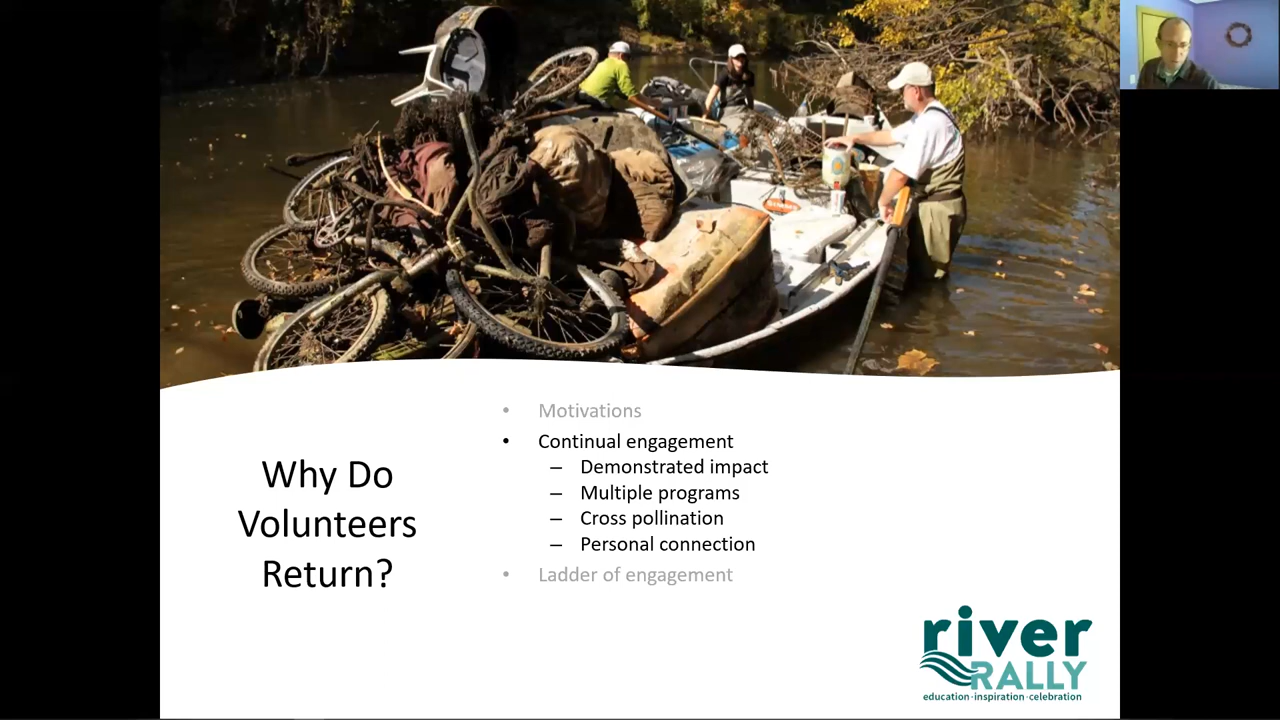 Why Do
Volunteers
Return?
• Motivations
• Continual engagement
– Demonstrated impact
– Multiple programs
– Cross pollination
– Personal connection
• Ladder of engagement
river
RALLY
education·inspiration·celebration